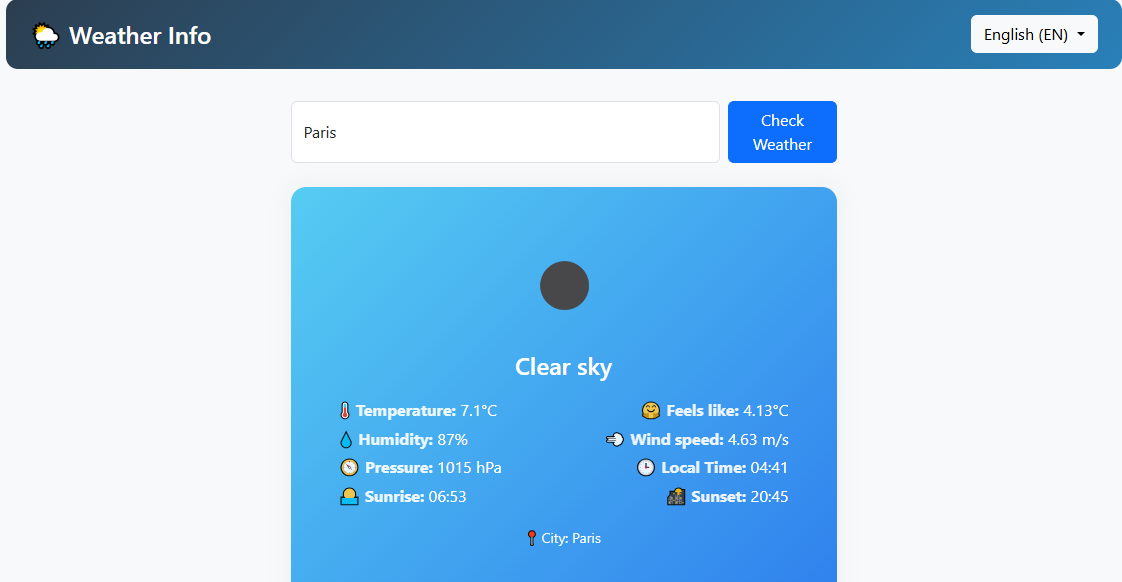 Weather Info
English (EN)
Paris
Check
Weather
Clear sky
Temperature: 7.1°C
Feels like: 4.13°C
Humidity: 87%
Wind speed: 4.63 m/s
Pressure: 1015 hPa
Local Time: 04:41
Sunrise: 06:53
Sunset: 20:45
City: Paris